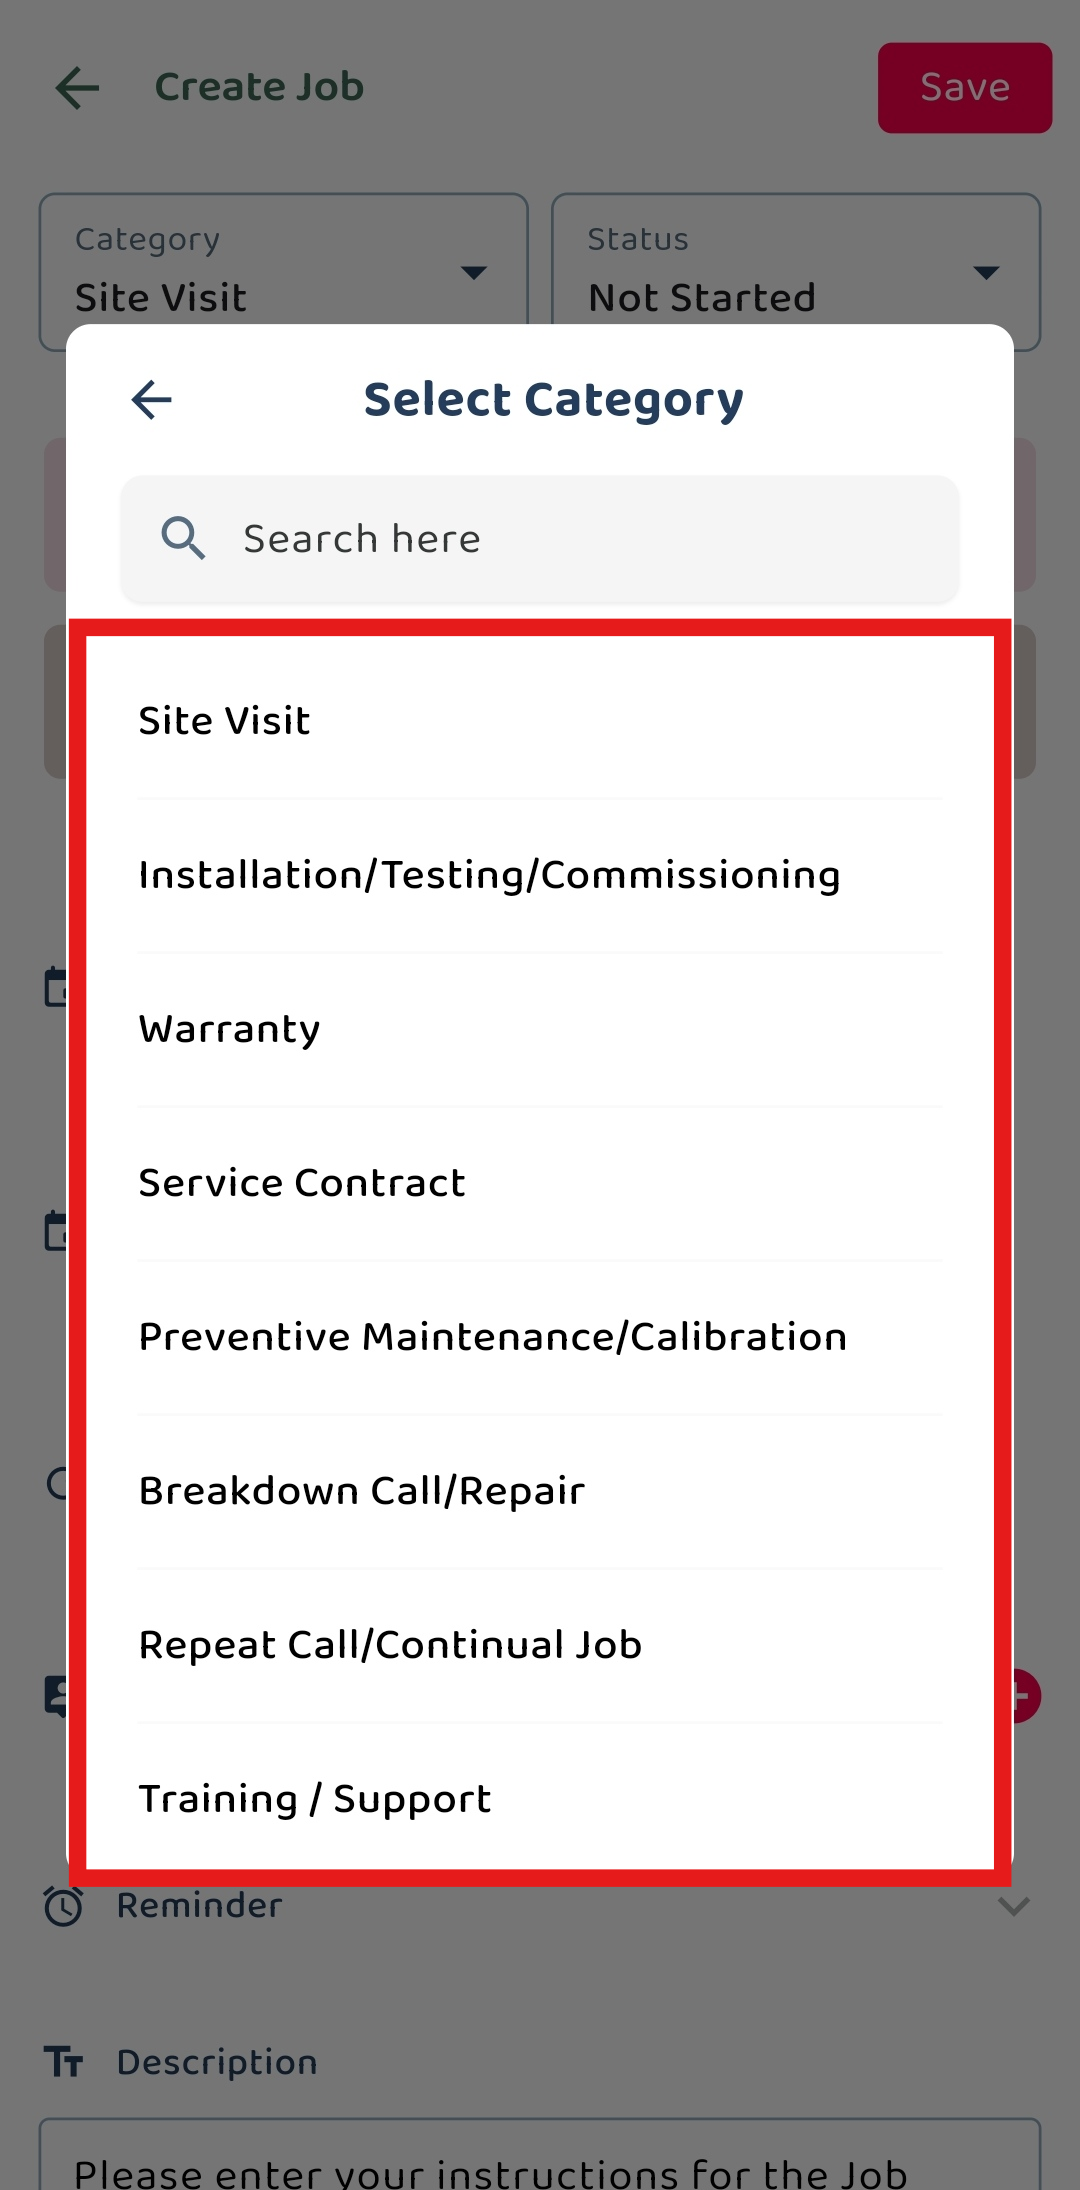 Create Job
Save
Category
Status
Site Visit
Not Started
Select Category
Search here
Site Visit
Installation/Testing/Commissioning
Warranty
Service Contract
Preventive Maintenance/Calibration
Breakdown Call/Repair
Repeat Call/Continual Job
Training / Support
Reminder
Description
Please enter your instructions for the Job